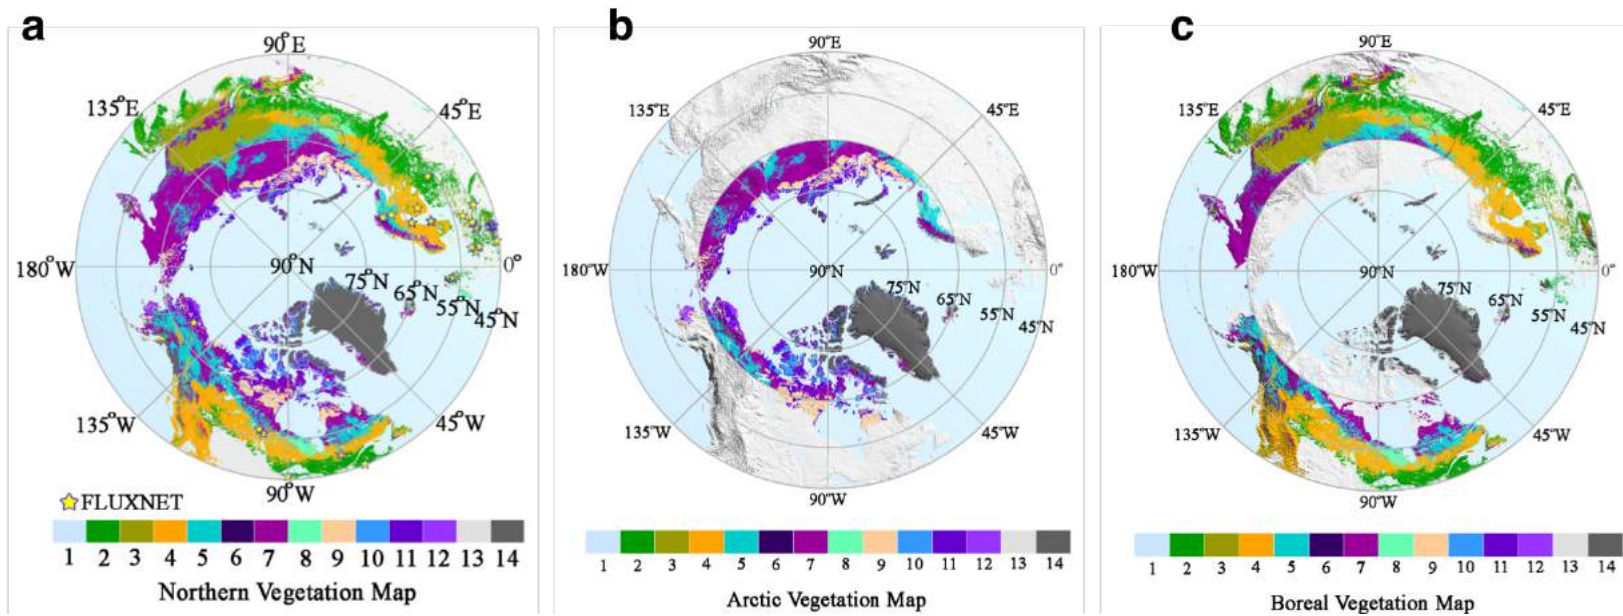 a
90°E
135°E
45°E
180°W
90°N
75°N
65°N
55°N
45°N
0°
135°W
45°W
90°W
FLUXNET
1 2 3 4 5 6 7 8 9 10 11 12 13 14
Northern Vegetation Map
b
90°E
135°E
45°E
180°W
90°N
75°N
65°N
55°N
45°N
0°
135°W
45°W
90°W
1 2 3 4 5 6 7 8 9 10 11 12 13 14
Arctic Vegetation Map
c
90°E
135°E
45°E
180°W
90°N
75°N
65°N
55°N
45°N
0°
135°W
45°W
90°W
1 2 3 4 5 6 7 8 9 10 11 12 13 14
Boreal Vegetation Map